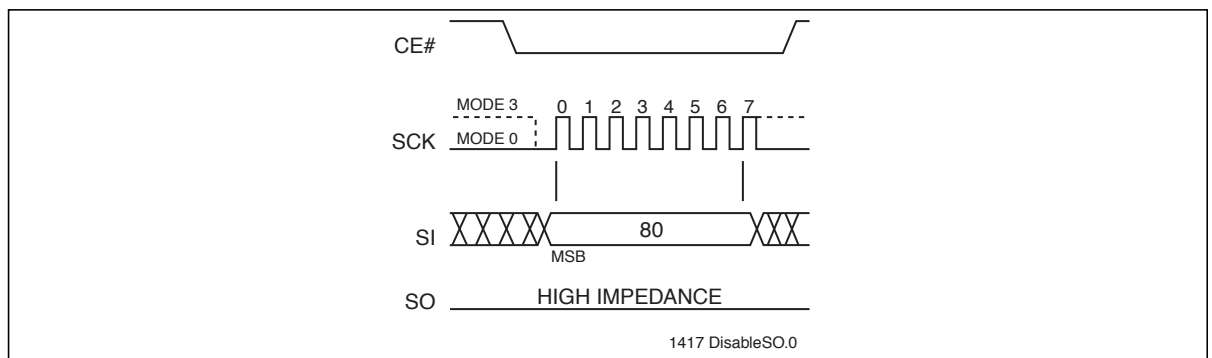 CE#
MODE 3 0 1 2 3 4 5 6 7
SCK MODE 0
SI 80
MSB
SO HIGH IMPEDANCE
1417 DisableSO.0